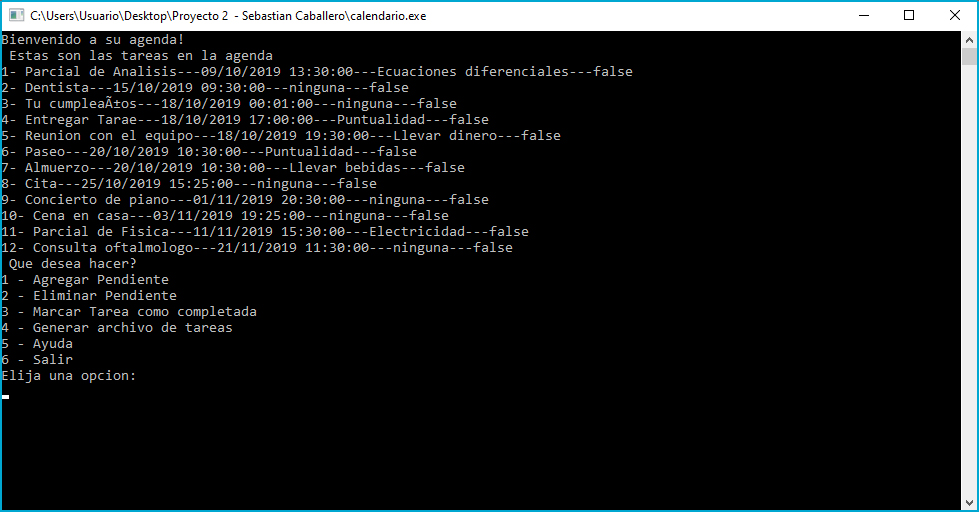 C:\Users\Usuario\Desktop\Proyecto 2  - Sebastian Caballero\calendario.exe
Bienvenido a su agenda!
 Estas son las tareas en la agenda
1- Parcial de Analisis---09/10/2019 13:30:00---Ecuaciones diferenciales---false
2- Dentista---15/10/2019 09:30:00---ninguna---false
3- Tu cumpleaÃ±os---18/10/2019 00:01:00---ninguna---false
4- Entregar Tarae---18/10/2019 17:00:00---Puntualidad---false
5- Reunion con el equipo---18/10/2019 19:30:00---Llevar dinero---false
6- Paseo---20/10/2019 10:30:00---Puntualidad---false
7- Almuerzo---20/10/2019 10:30:00---Llevar bebidas---false
8- Cita---25/10/2019 15:25:00---ninguna---false
9- Concierto de piano---01/11/2019 20:30:00---ninguna---false
10- Cena en casa---03/11/2019 19:25:00---ninguna---false
11- Parcial de Fisica---11/11/2019 15:30:00---Electricidad---false
12- Consulta oftalmologo---21/11/2019 11:30:00---ninguna---false
 Que desea hacer?
1 - Agregar Pendiente
2 - Eliminar Pendiente
3 - Marcar Tarea como completada
4 - Generar archivo de tareas
5 - Ayuda
6 - Salir
Elija una opcion: